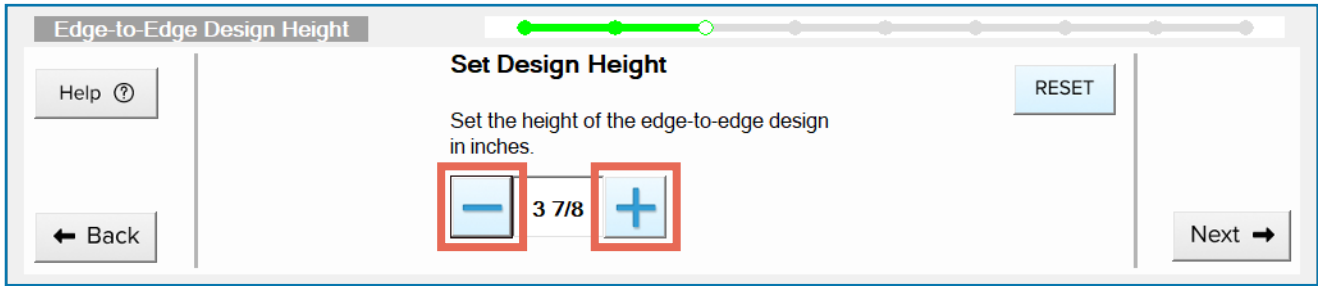 Edge-to-Edge Design Height
Help
Set Design Height
RESET
Set the height of the edge-to-edge design
in inches.
3 7/8
Back
Next